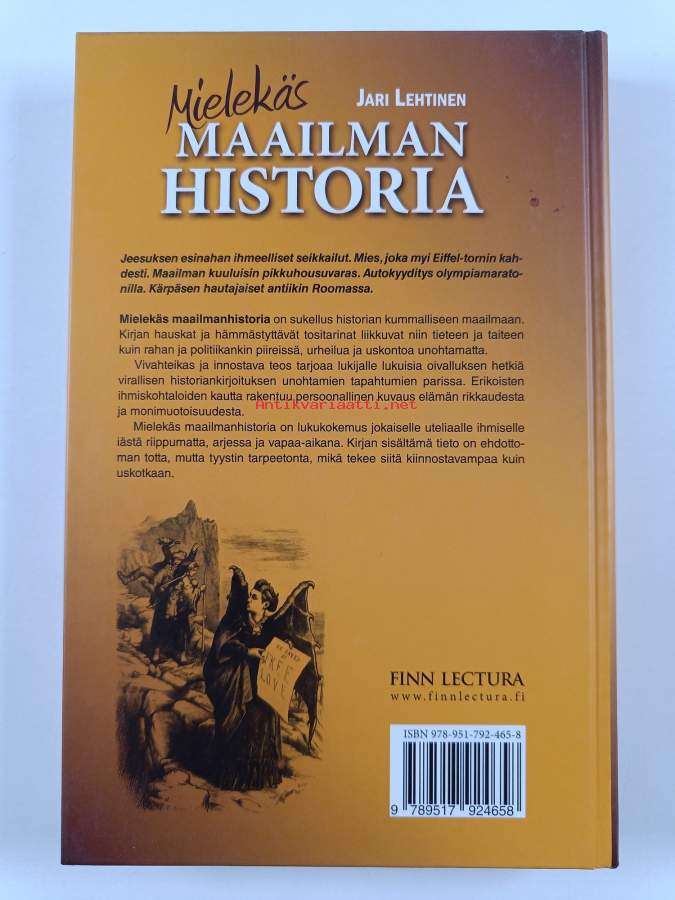 Mielekäs JARI LEHTINEN
MAAILMAN
HISTORIA
Jeesuksen esinahan ihmeelliset seikkailut. Mies, joka myi Eiffel-tornin kah-
desti. Maailman kuuluisin pikkuhousuvaras. Autokyyditys olympiamarato-
nilla. Kärpäsen hautajaiset antiikin Roomassa.
Mielekäs maailmanhistoria on sukellus historian kummalliseen maailmaan.
Kirjan hauskat ja hämmästyttävät tositarinat liikkuvat niin tieteen ja taiteen
kuin rahan ja politiikankin piireissä, urheilua ja uskontoa unohtamatta.
Vivahteikas ja innostava teos tarjoaa lukijalle lukuisia oivalluksen hetkiä
virallisen historiankirjoituksen unohtamien tapahtumien parissa. Erikoisten
ihmiskohtaloiden kautta rakentuu persoonallinen kuvaus elämän rikkaudesta
ja monimuotoisuudesta.
Antikvariaatti.net
Mielekäs maailmanhistoria on lukukokemus jokaiselle uteliaalle ihmiselle
iästä riippumatta, arjessa ja vapaa-aikana. Kirjan sisältämä tieto on ehdotto-
man totta, mutta tyystin tarpeetonta, mikä tekee siitä kiinnostavampaa kuin
uskotkaan.
BE SAVED
BY
FREE
LOVE
FINN LECTURA
www.finnlectura.fi
ISBN 978-951-792-465-8
9 789517 924658